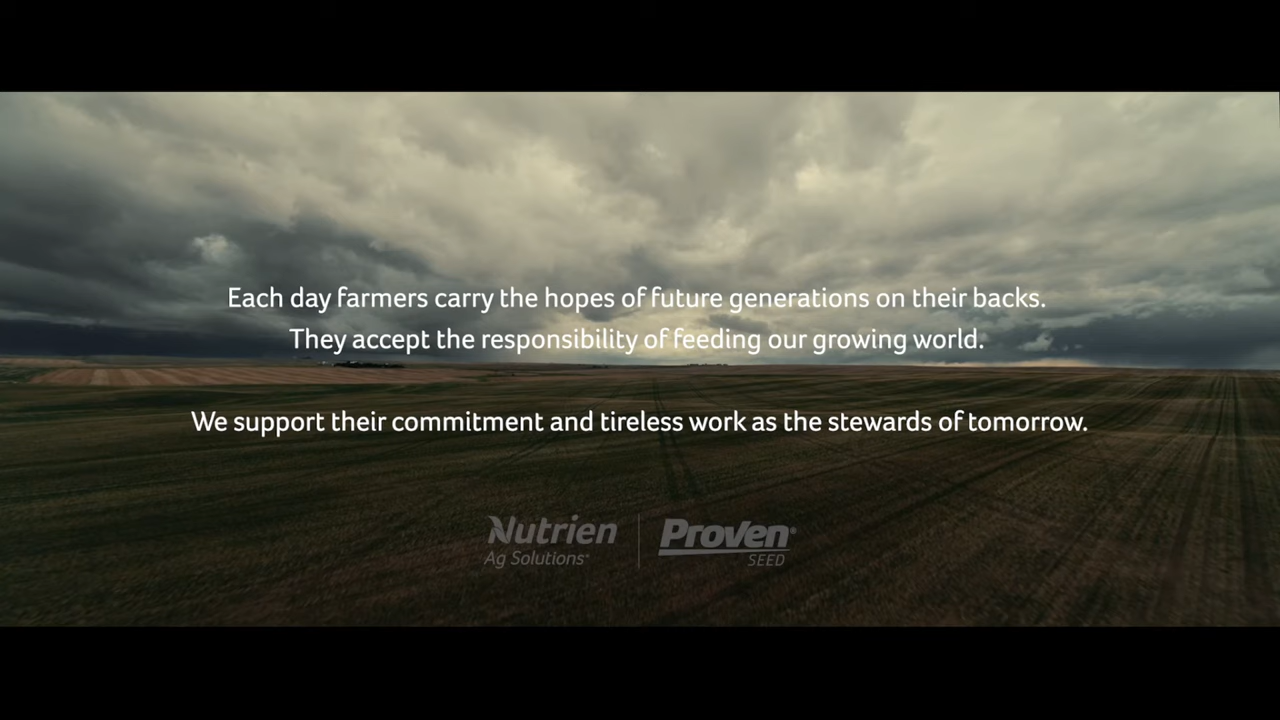 Each day farmers carry the hopes of future generations on their backs.
They accept the responsibility of feeding our growing world.
We support their commitment and tireless work as the stewards of tomorrow.
Nutrien
Ag Solutions
Proven®
SEED